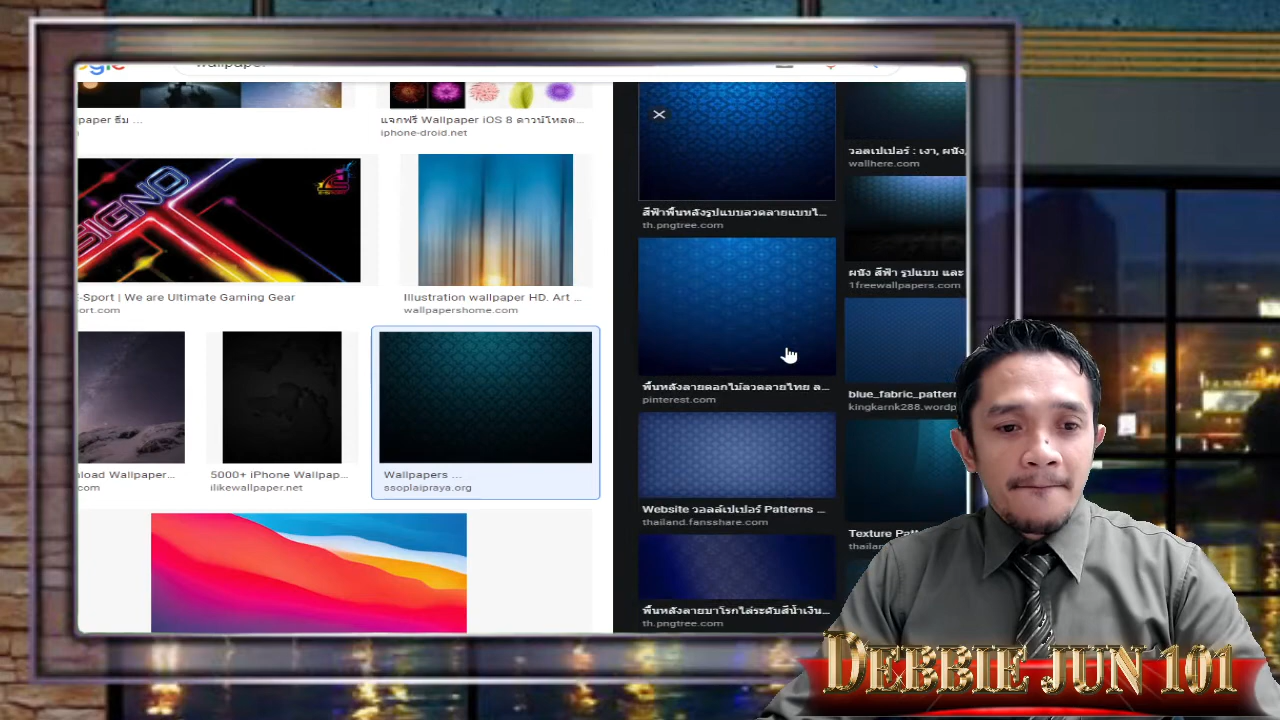 wallpaper
paper ธีม ...
แจกฟรี Wallpaper iOS 8 ดาวน์โหลด...
iphone-droid.net
SIGNO
E-Sport | We are Ultimate Gaming Gear
ort.com
Illustration wallpaper HD. Art ...
wallpapershome.com
nload Wallpaper...
.com
5000+ iPhone Wallpap...
ilikewallpaper.net
Wallpapers ...
ssoplaipraya.org
สีฟ้าพื้นหลังรูปแบบลวดลายแบบไ...
th.pngtree.com
พื้นหลังลายดอกไม้ลวดลายไทย ล...
pinterest.com
Website วอลล์เปเปอร์ Patterns ...
thailand.fansshare.com
พื้นหลังลายบาโรกไล่ระดับสีน้ำเงิน...
th.pngtree.com
วอลเปเปอร์ : เงา, ผนัง,
wallhere.com
ผนัง สีฟ้า รูปแบบ และ
1freewallpapers.com
blue_fabric_pattern
kingkarnk288.wordp
Texture Pat
thailan
DEBBIE JUN 101